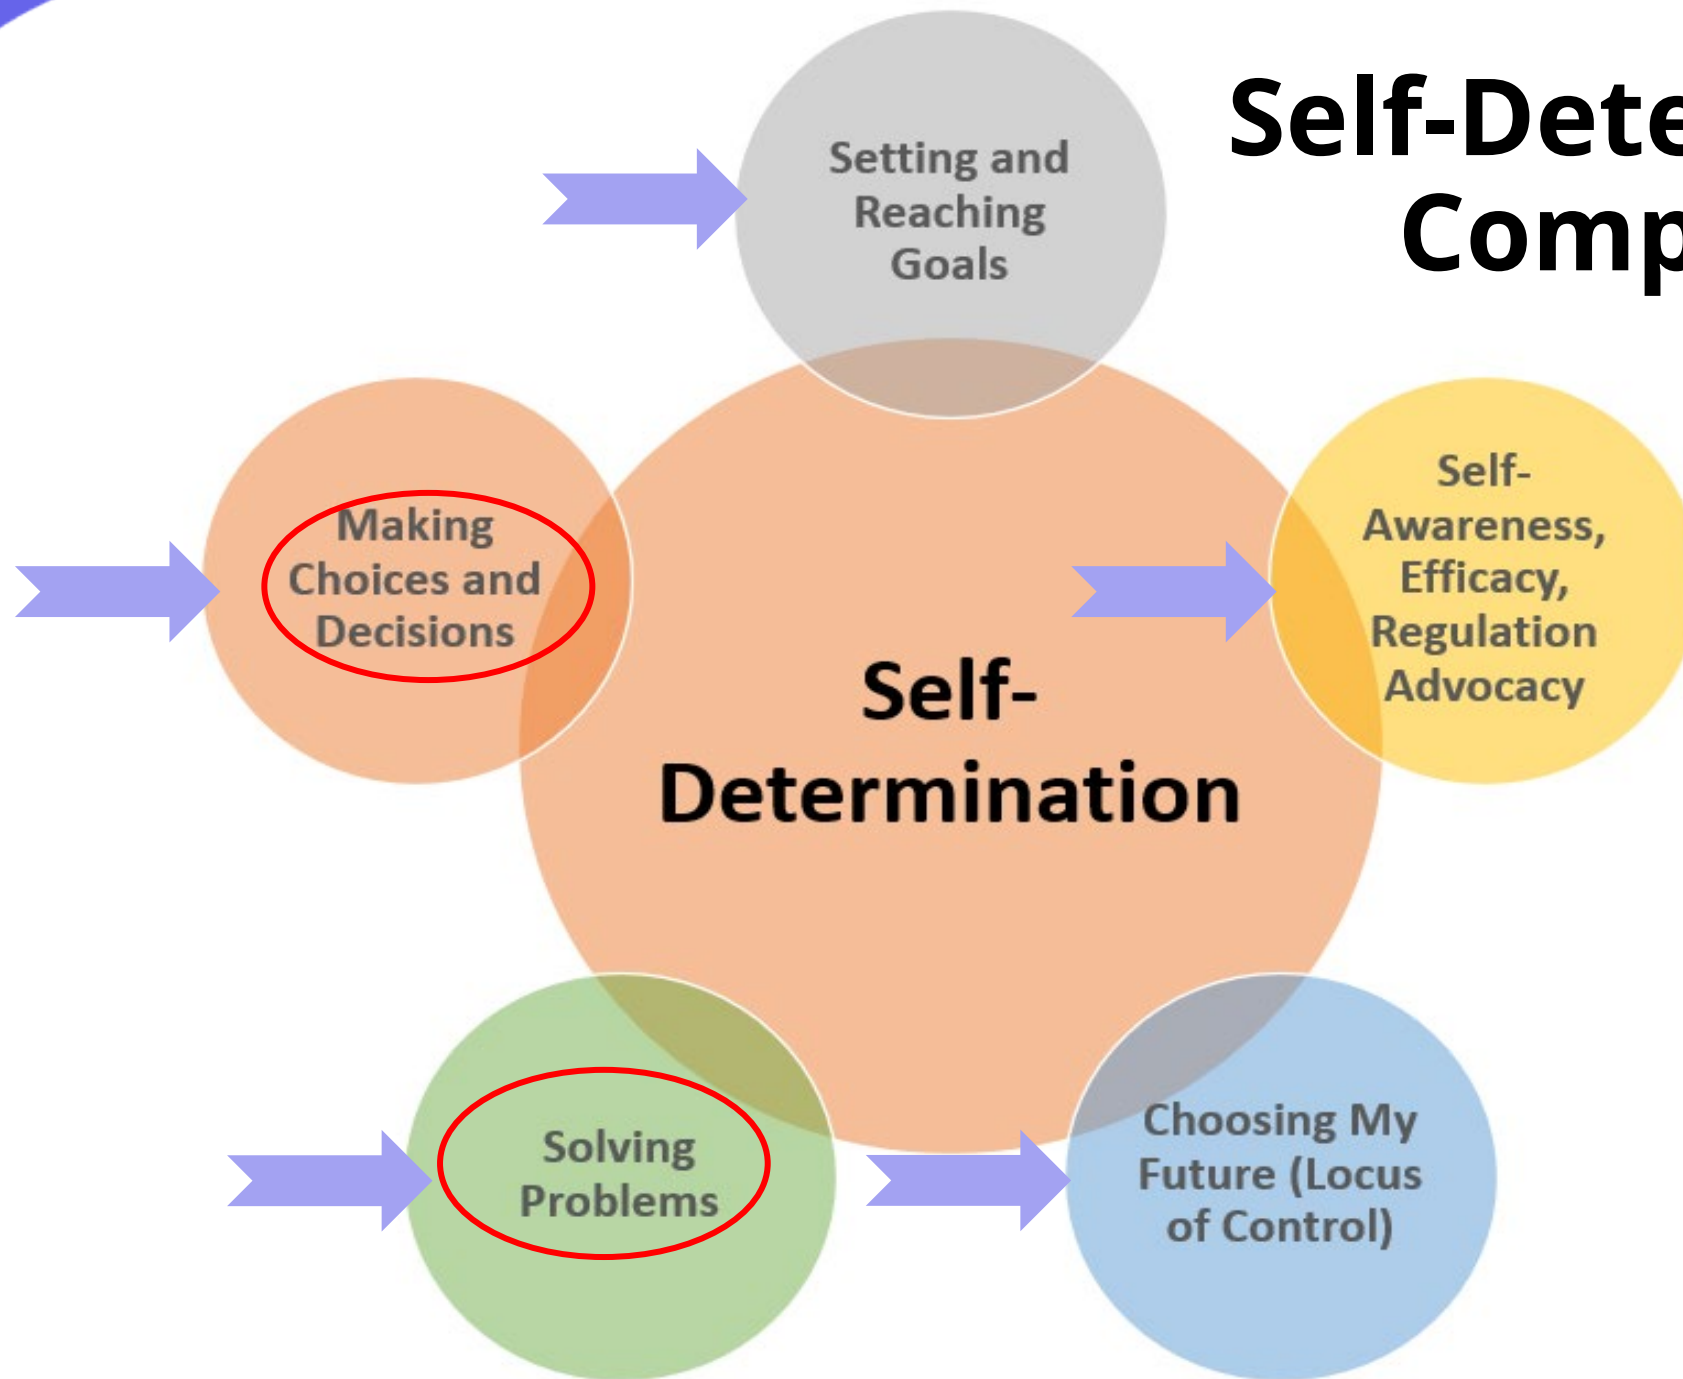 Self-Dete
Comp
Setting and
Reaching
Goals
Making
Choices and
Decisions
Self-
Awareness,
Efficacy,
Regulation
Advocacy
Self-
Determination
Solving
Problems
Choosing My
Future (Locus
of Control)